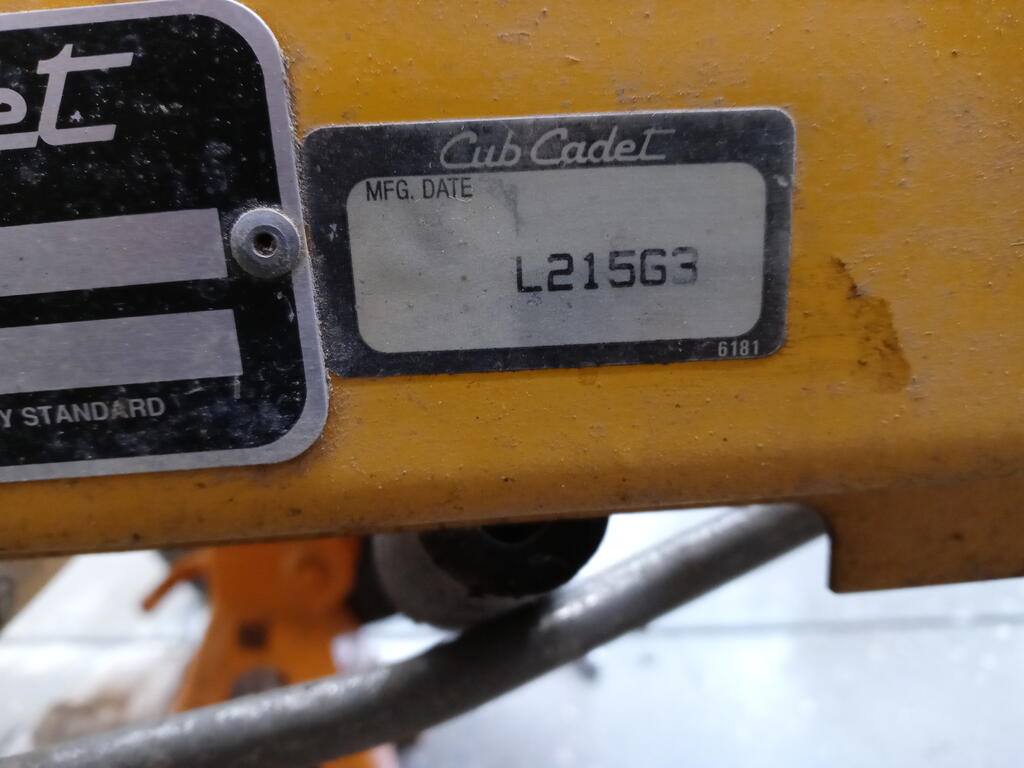 et
Y STANDARD
Cub Cadet
MFG. DATE
L215G3
6181